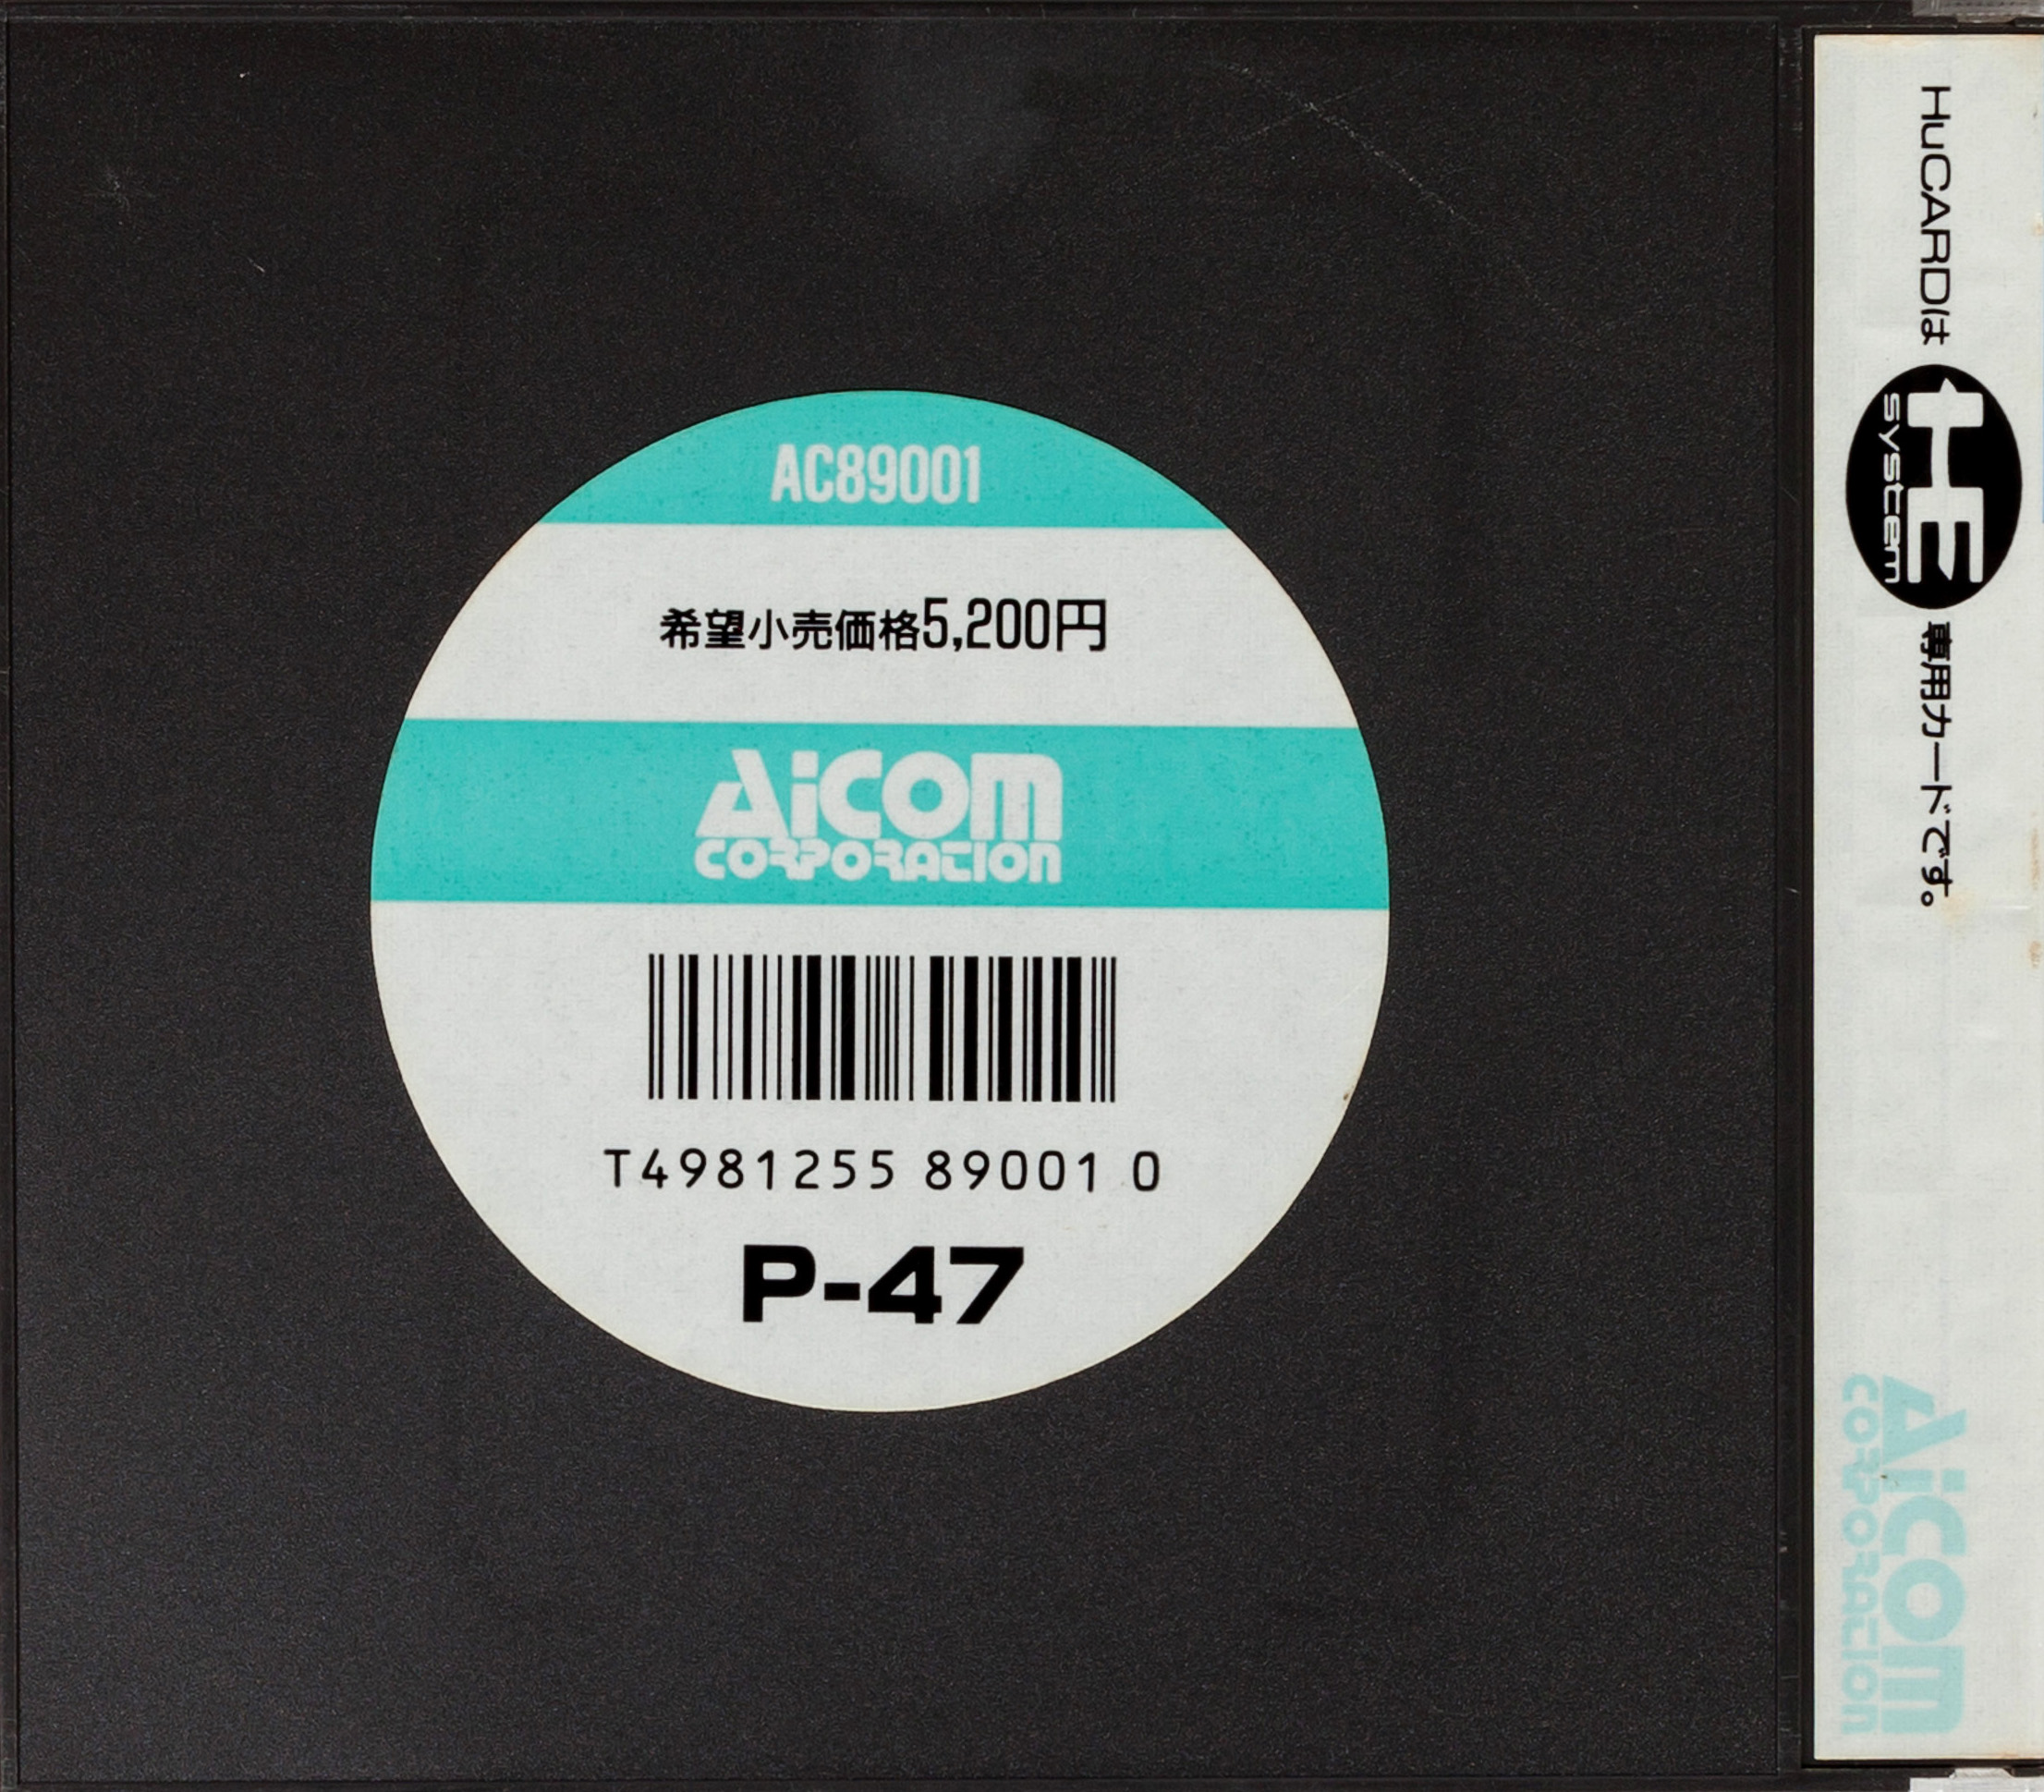 AC89001
希望小売価格5,200円
AiCOM
CORPORATION
T4981255 89001 0
P-47
HuCARDは
HE
system
専用カードです。
AiCOM
CORPORATION